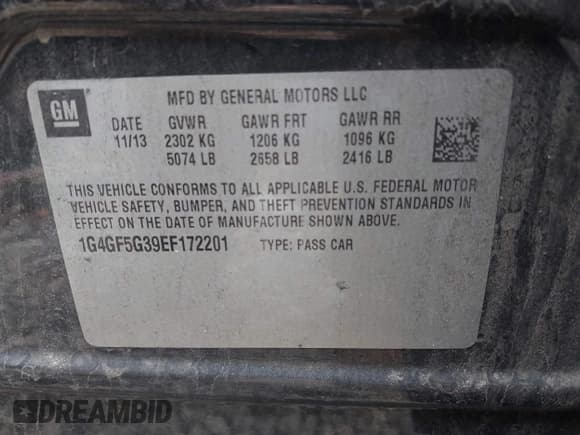 GM
MFD BY GENERAL MOTORS LLC
DATE GVWR GAWR FRT GAWR RR
11/13 2302 KG 1206 KG 1096 KG
5074 LB 2658 LB 2416 LB
THIS VEHICLE CONFORMS TO ALL APPLICABLE U.S. FEDERAL MOTOR
VEHICLE SAFETY, BUMPER, AND THEFT PREVENTION STANDARDS IN
EFFECT ON THE DATE OF MANUFACTURE SHOWN ABOVE.
1G4GF5G39EF172201 TYPE: PASS CAR
DREAMBID